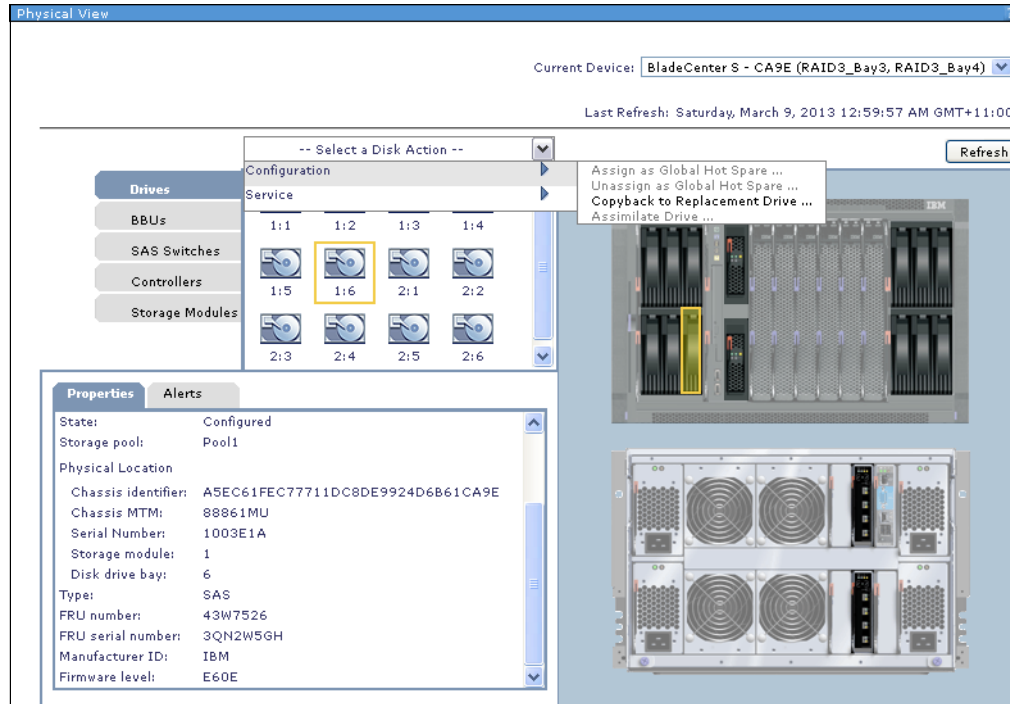 Physical View
Current Device: BladeCenter S - CA9E (RAID3_Bay3, RAID3_Bay4)
Last Refresh: Saturday, March 9, 2013 12:59:57 AM GMT+11:00
-- Select a Disk Action --
Refresh
Configuration
Service
Assign as Global Hot Spare ...
Unassign as Global Hot Spare ...
Copyback to Replacement Drive ...
Assimilate Drive ...
Drives
BBUs
SAS Switches
Controllers
Storage Modules
1:1 1:2 1:3 1:4
1:5 1:6 2:1 2:2
2:3 2:4 2:5 2:6
IBM
Properties Alerts
State: Configured
Storage pool: Pool1
Physical Location
Chassis identifier: A5EC61FEC77711DC8DE9924D6B61CA9E
Chassis MTM: 88861MU
Serial Number: 1003E1A
Storage module: 1
Disk drive bay: 6
Type: SAS
FRU number: 43W7526
FRU serial number: 3QN2W5GH
Manufacturer ID: IBM
Firmware level: E60E